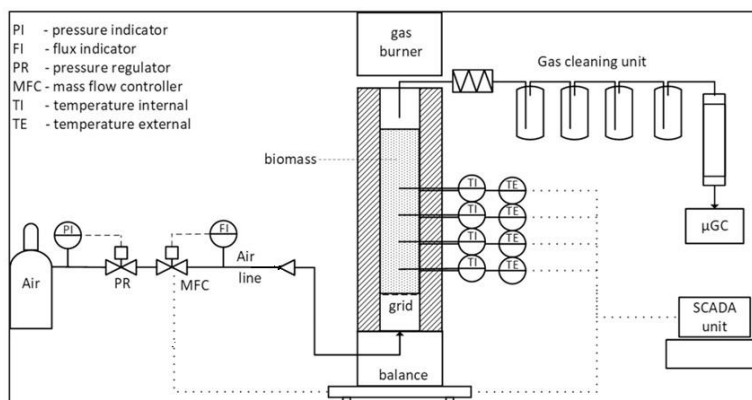 PI - pressure indicator
FI - flux indicator
PR - pressure regulator
MFC - mass flow controller
TI - temperature internal
TE - temperature external
gas
burner
Gas cleaning unit
biomass
TI TE
TI TE
TI TE
TI TE
µGC
PI
FI
Air
Air
line
PR
MFC
grid
SCADA
unit
balance